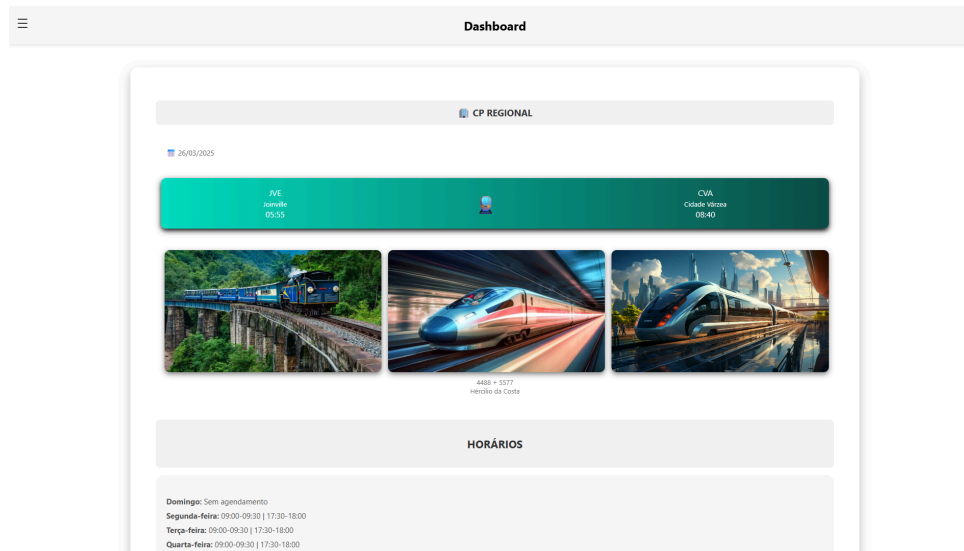 Dashboard
CP REGIONAL
26/03/2025
JVE
Joinville
05:55
CVA
Cidade Várzea
08:40
4488 + 5577
Hercílio da Costa
HORÁRIOS
Domingo: Sem agendamento
Segunda-feira: 09:00-09:30 | 17:30-18:00
Terça-feira: 09:00-09:30 | 17:30-18:00
Quarta-feira: 09:00-09:30 | 17:30-18:00